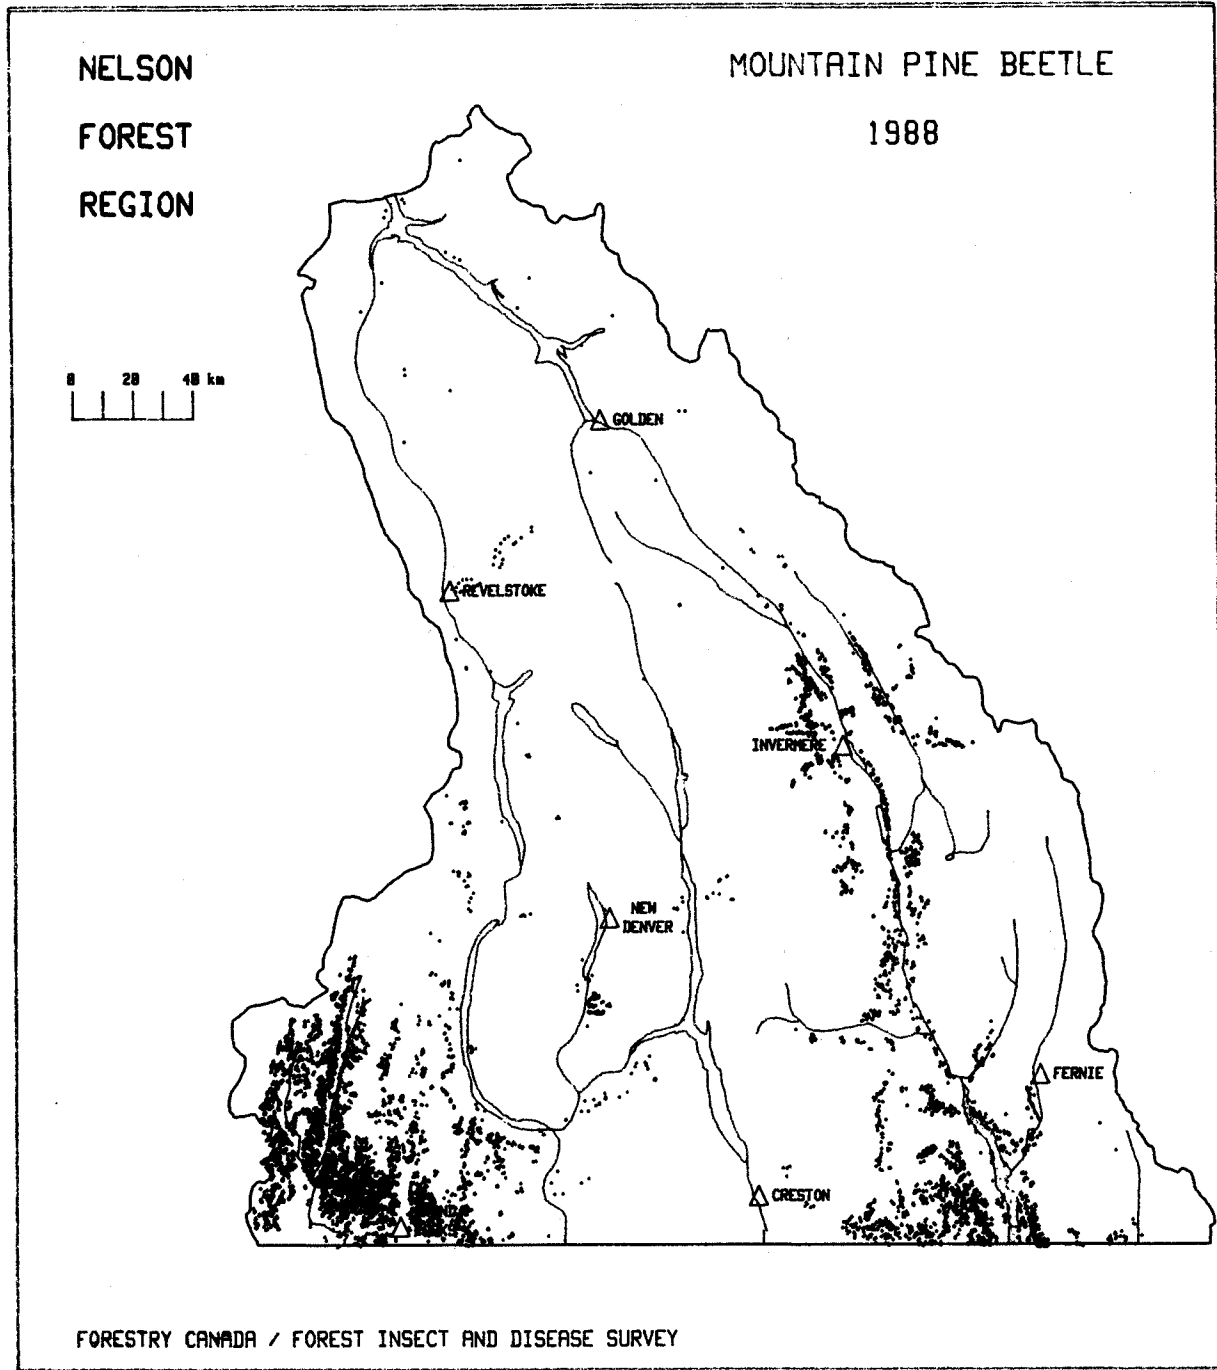 NELSON
FOREST
REGION
MOUNTAIN PINE BEETLE
1988
0 20 40 km
GOLDEN
REVELSTOKE
INVERMERE
NEW
DENVER
FERNIE
CRESTON
FORESTRY CANADA / FOREST INSECT AND DISEASE SURVEY